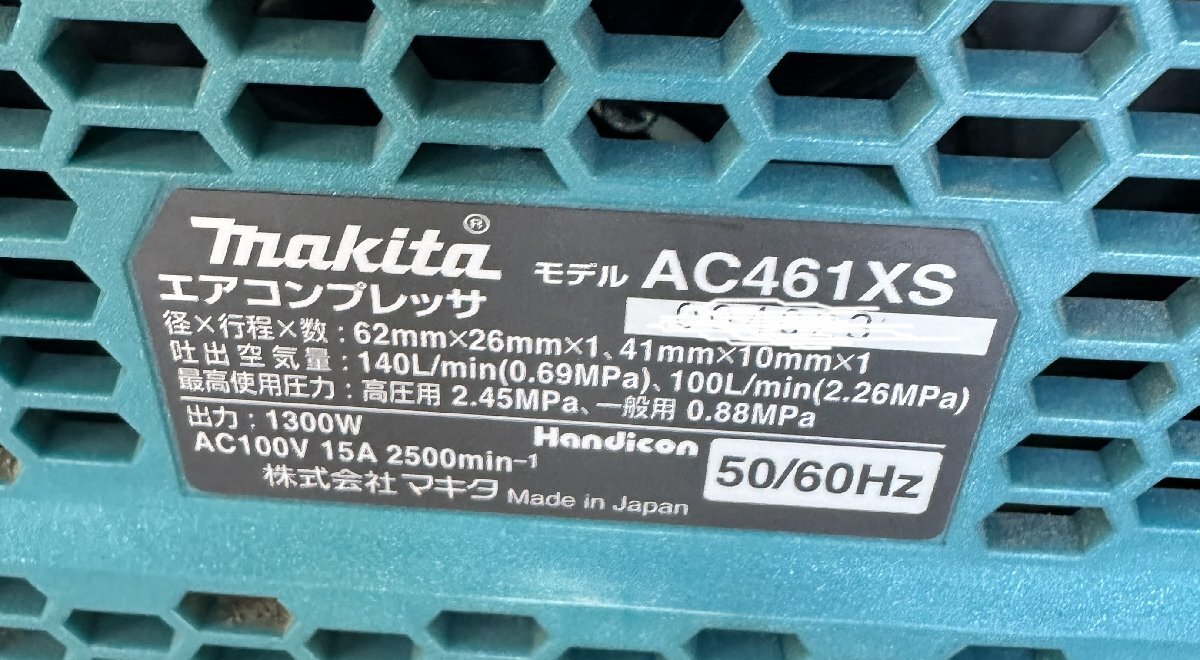 makita®
エアコンプレッサ
モデル AC461XS
径×行程×数：62mm×26mm×1、41mm×10mm×1
吐出空気量：140L/min(0.69MPa)、100L/min(2.26MPa)
最高使用圧力：高圧用 2.45MPa、一般用 0.88MPa
出力：1300W
AC100V 15A 2500min-1
Handicon
50/60Hz
株式会社マキタ Made in Japan